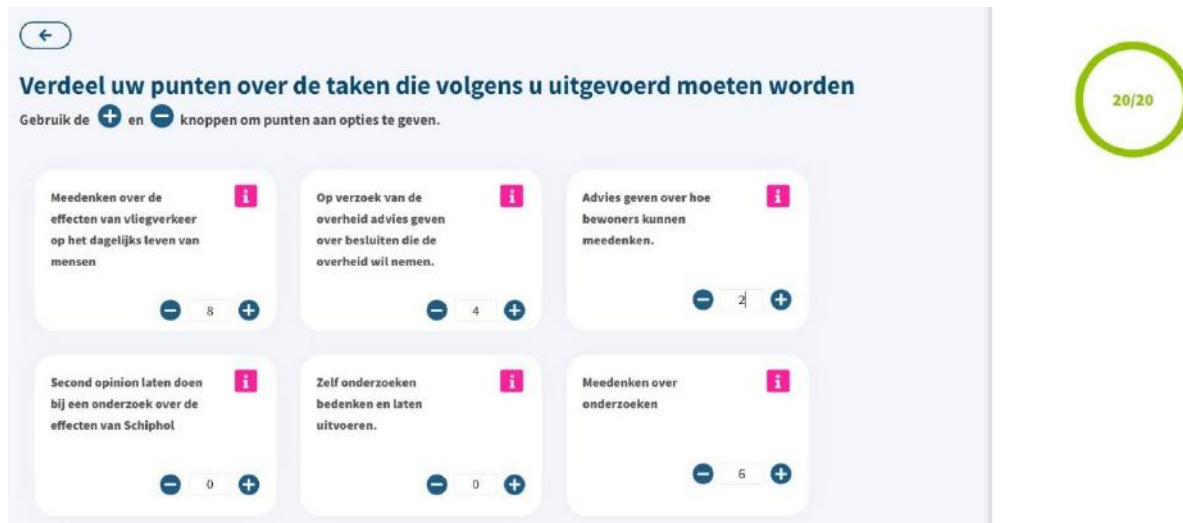 Verdeel uw punten over de taken die volgens u uitgevoerd moeten worden
Gebruik de + en − knoppen om punten aan opties te geven.
20/20
Meedenken over de
effecten van vliegverkeer
op het dagelijks leven van
mensen
i
− 8 +
Op verzoek van de
overheid advies geven
over besluiten die de
overheid wil nemen.
i
− 4 +
Advies geven over hoe
bewoners kunnen
meedenken.
i
− 2 +
Second opinion laten doen
bij een onderzoek over de
effecten van Schiphol
i
− 0 +
Zelf onderzoeken
bedenken en laten
uitvoeren.
i
− 0 +
Meedenken over
onderzoeken
i
− 6 +